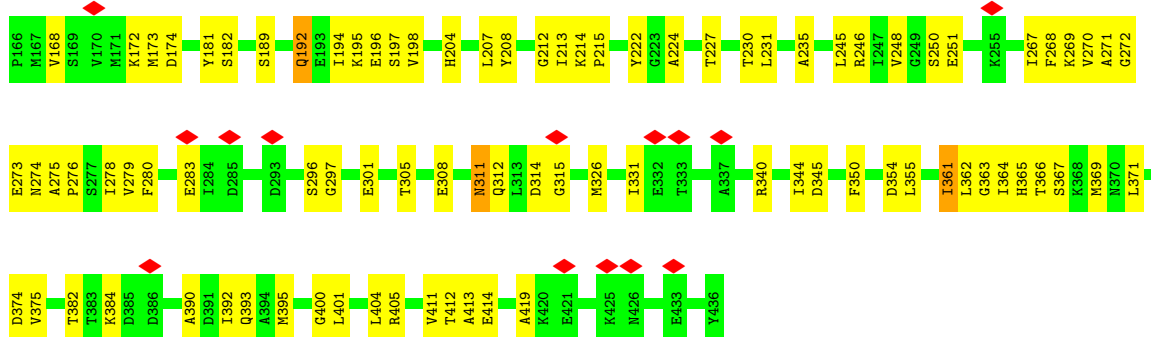 P166 M167 V168 S169 V170 M171 K172 M173 D174 Y181 S182 S189 Q192 E193 I194 K195 E196 S197 V198 H204 L207 Y208 G212 I213 K214 P215 Y222 G223 A224 T227 T230 L231 A235 L245 R246 I247 V248 G249 S250 E251 K255 I267 F268 K269 V270 A271 G272
E273 N274 A275 P276 S277 I278 V279 F280 E283 I284 D285 D293 S296 G297 E301 T305 E308 N311 Q312 L313 D314 G315 M326 I331 E332 T333 A337 R340 I344 D345 F350 D354 L355 I361 L362 G363 I364 H365 T366 S367 K368 M369 N370 L371
D374 V375 T382 T383 K384 D385 D386 A390 D391 I392 Q393 A394 M395 G400 L401 L404 R405 V411 T412 A413 E414 A419 K420 E421 K425 N426 E433 Y436